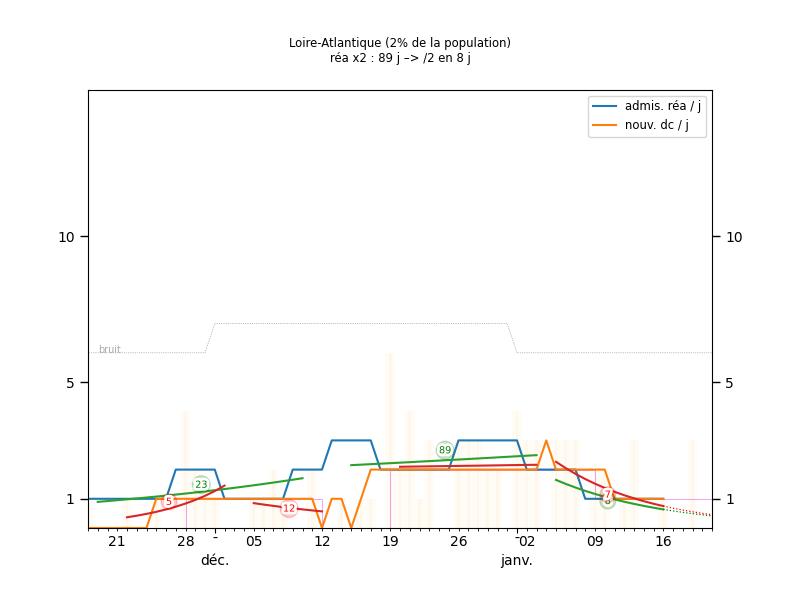 Loire-Atlantique (2% de la population)
réa x2 : 89 j –> /2 en 8 j
admis. réa / j
nouv. dc / j
10 10
bruit
5 5
89
23
5
12
7
8
1 1
21 28 05 12 19 26 02 09 16
déc. janv.